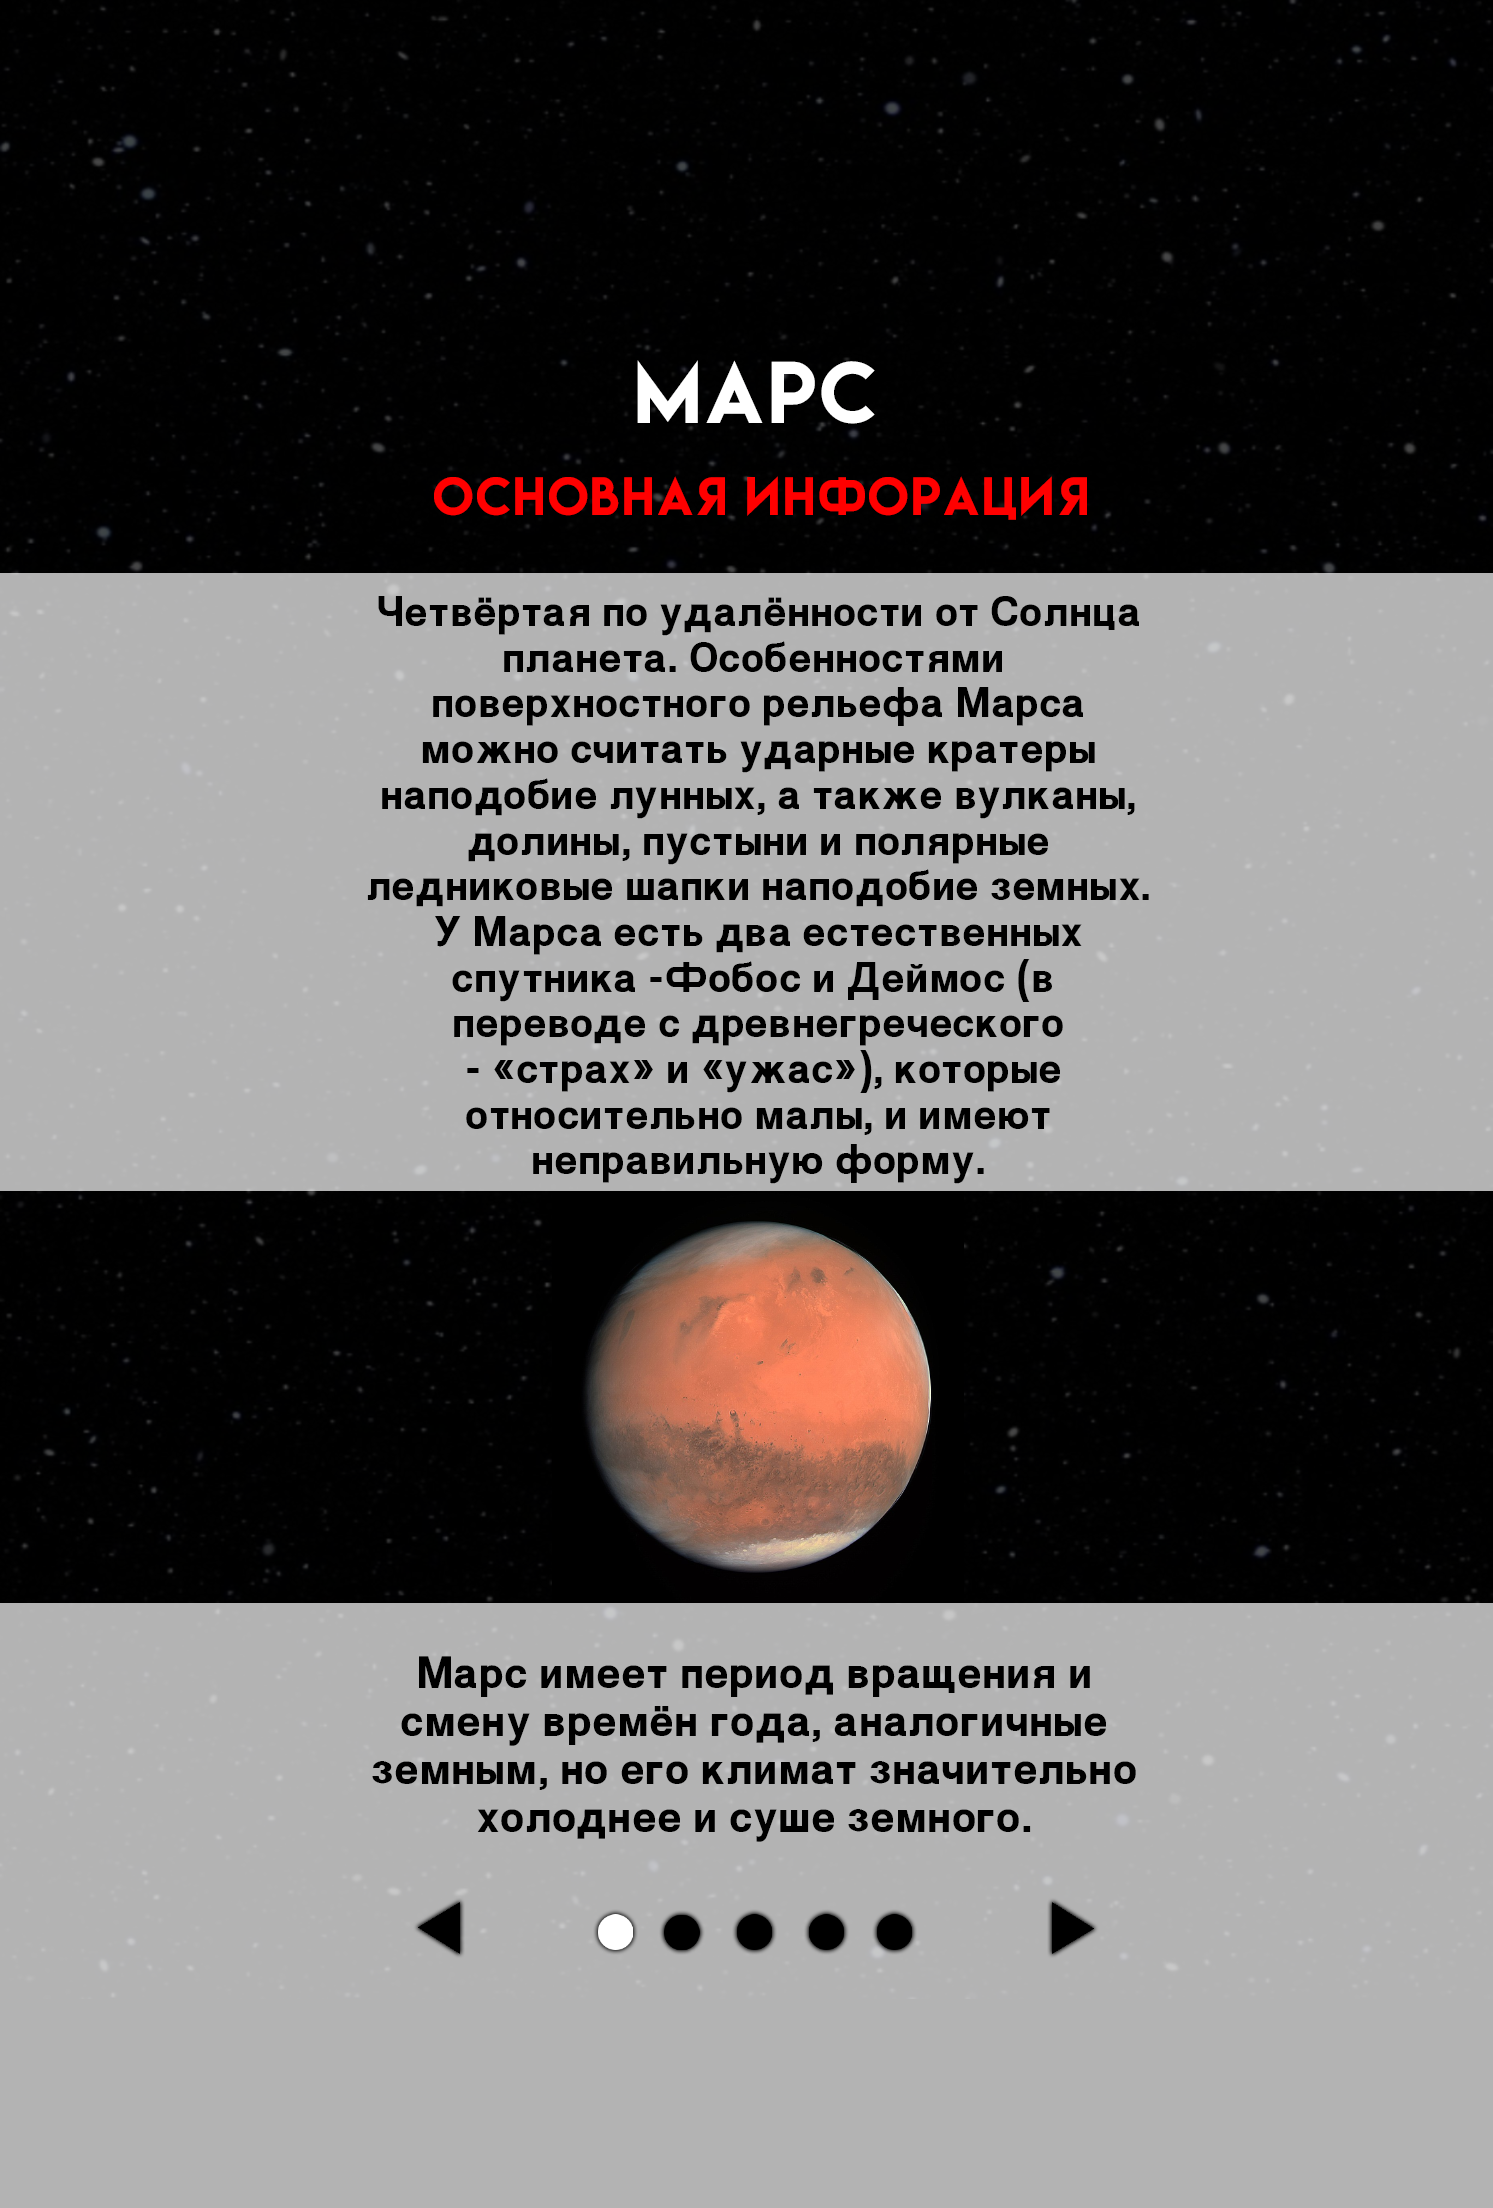 МАРС
ОСНОВНАЯ ИНФОРАЦИЯ
Четвёртая по удалённости от Солнца
планета. Особенностями
поверхностного рельефа Марса
можно считать ударные кратеры
наподобие лунных, а также вулканы,
долины, пустыни и полярные
ледниковые шапки наподобие земных.
У Марса есть два естественных
спутника -Фобос и Деймос (в
переводе с древнегреческого
- «страх» и «ужас»), которые
относительно малы, и имеют
неправильную форму.
Марс имеет период вращения и
смену времён года, аналогичные
земным, но его климат значительно
холоднее и суше земного.